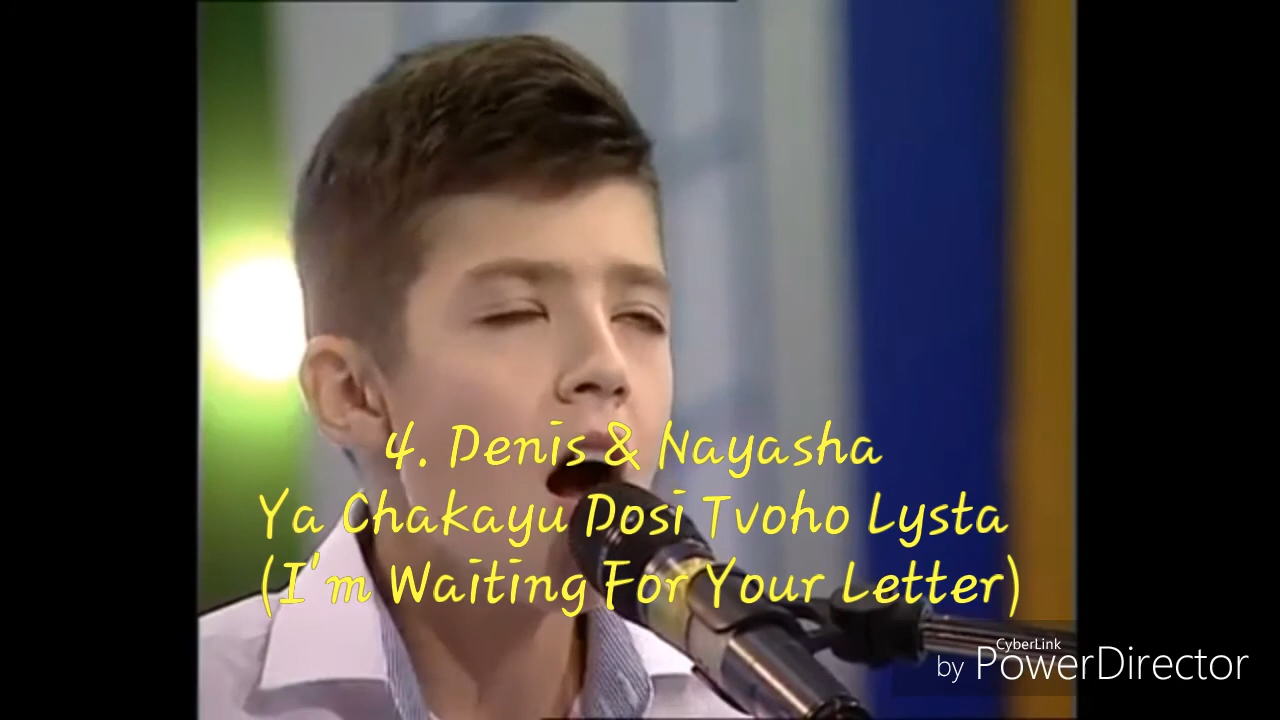 4. Denis & Nayasha
Ya Chakayu Dosi Tvoho Lysta
(I'm Waiting For Your Letter)
CyberLink
by PowerDirector